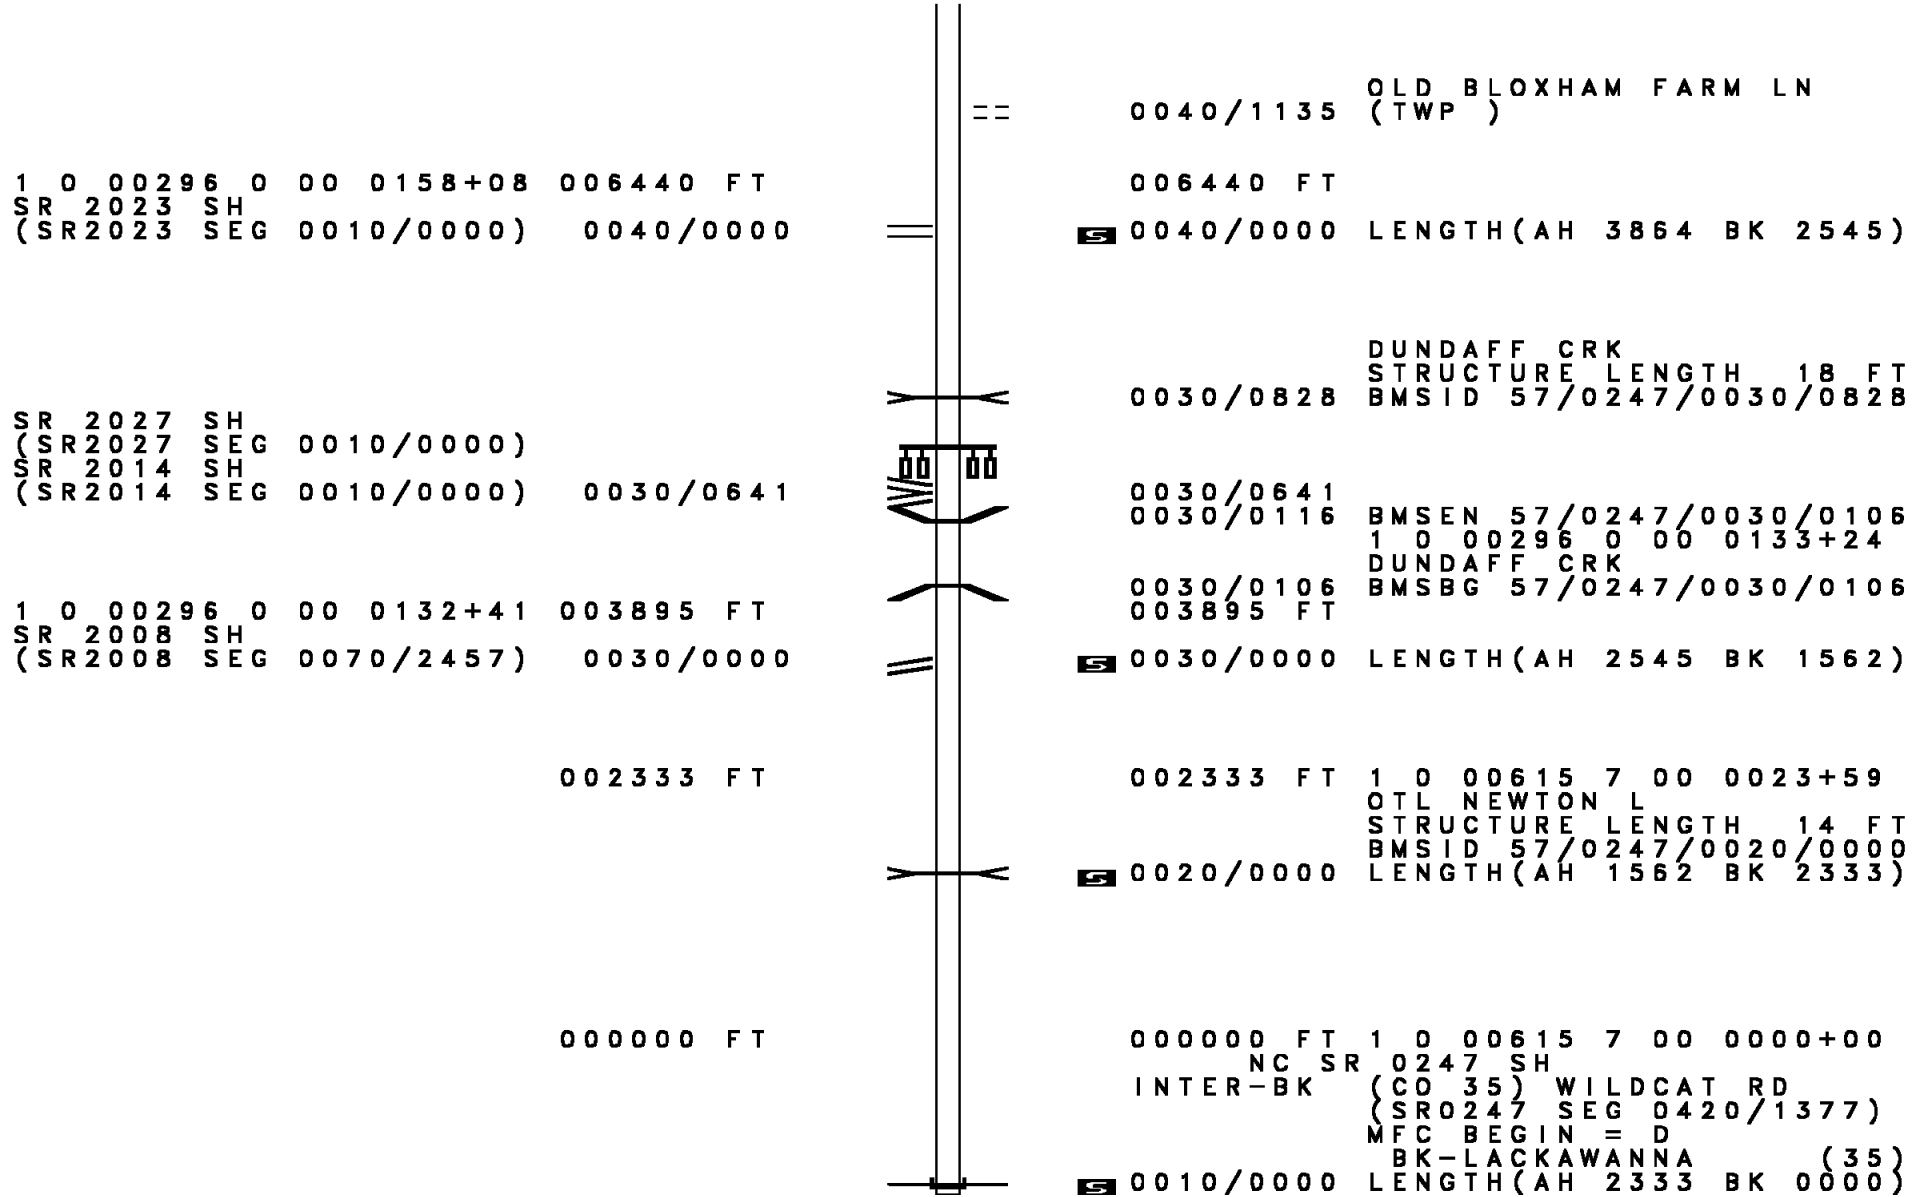 OLD BLOXHAM FARM LN
0040/1135 (TWP )
1 0 00296 0 00 0158+08 006440 FT 006440 FT
SR 2023 SH
(SR2023 SEG 0010/0000) 0040/0000 S 0040/0000 LENGTH(AH 3864 BK 2545)
DUNDAFF CRK
STRUCTURE LENGTH 18 FT
0030/0828 BMSID 57/0247/0030/0828
SR 2027 SH
(SR2027 SEG 0010/0000)
SR 2014 SH
(SR2014 SEG 0010/0000) 0030/0641 0030/0641
0030/0116 BMSEN 57/0247/0030/0106
1 0 00296 0 00 0133+24
DUNDAFF CRK
0030/0106 BMSBG 57/0247/0030/0106
1 0 00296 0 00 0132+41 003895 FT 003895 FT
SR 2008 SH
(SR2008 SEG 0070/2457) 0030/0000 S 0030/0000 LENGTH(AH 2545 BK 1562)
002333 FT 002333 FT 1 0 00615 7 00 0023+59
OTL NEWTON L
STRUCTURE LENGTH 14 FT
BMSID 57/0247/0020/0000
S 0020/0000 LENGTH(AH 1562 BK 2333)
000000 FT 000000 FT 1 0 00615 7 00 0000+00
NC SR 0247 SH
INTER-BK (CO 35) WILDCAT RD
(SR0247 SEG 0420/1377)
MFC BEGIN = D
BK-LACKAWANNA (35)
S 0010/0000 LENGTH(AH 2333 BK 0000)